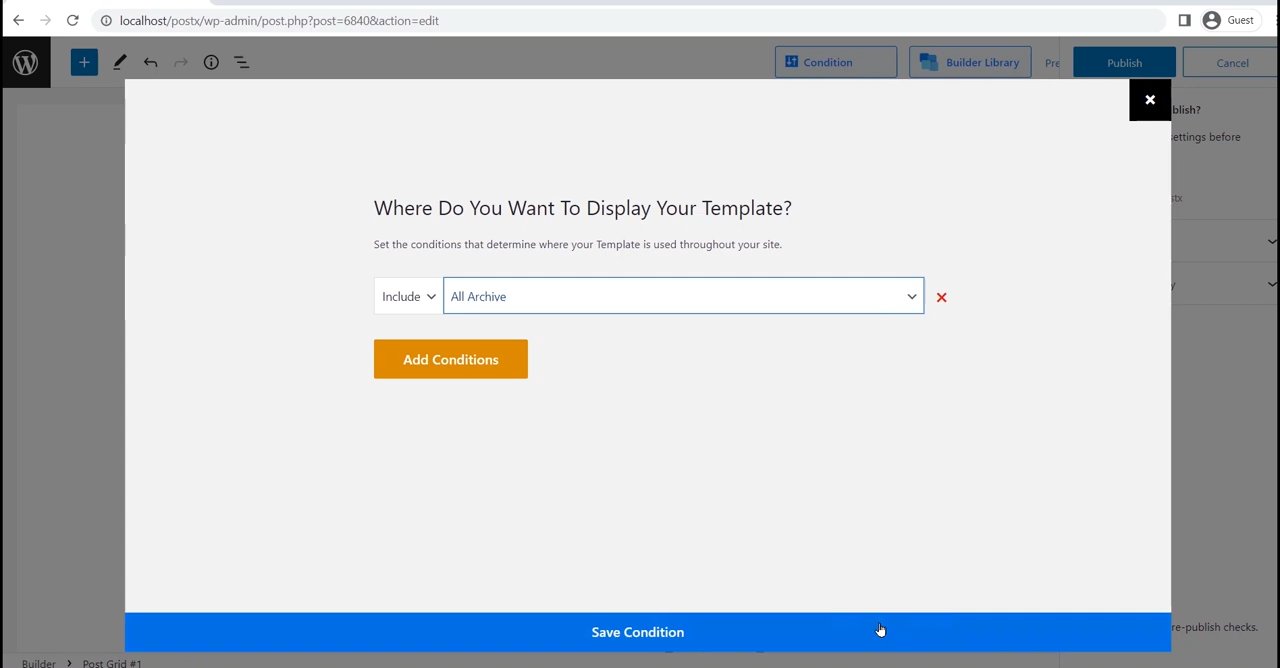 localhost/postx/wp-admin/post.php?post=6840&action=edit
Guest
Condition
Builder Library
Pre
Publish
Cancel
blish?
ettings before
Where Do You Want To Display Your Template?
stx
Set the conditions that determine where your Template is used throughout your site.
y
Include
All Archive
Add Conditions
re-publish checks.
Save Condition
Builder
Post Grid #1